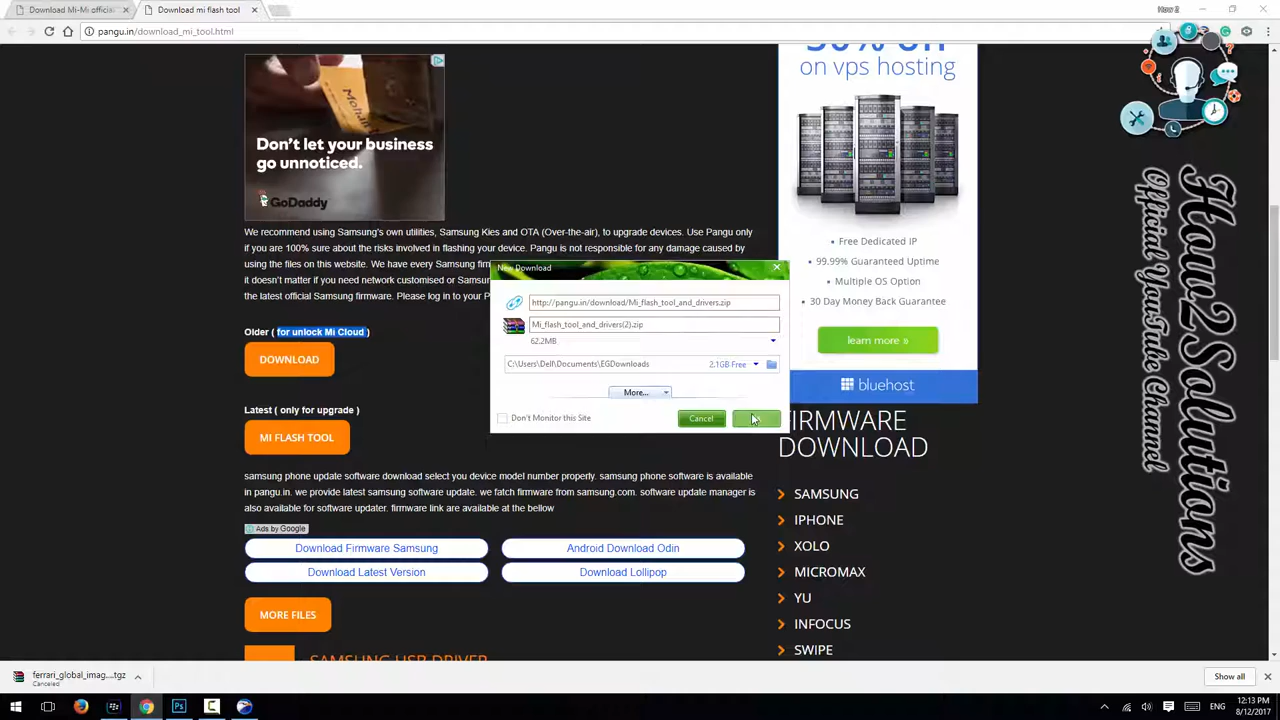 Download Mi-Mi offici
Download mi flash tool
How 2
pangu.in/download_mi_tool.html
Don't let your business
go unnoticed.
GoDaddy
on vps hosting
Free Dedicated IP
99.99% Guaranteed Uptime
Multiple OS Option
30 Day Money Back Guarantee
learn more »
bluehost
We recommend using Samsung's own utilities, Samsung Kies and OTA (Over-the-air), to upgrade devices. Use Pangu only
if you are 100% sure about the risks involved in flashing your device. Pangu is not responsible for any damage caused by
using the files on this website. We have every Samsung firm
it doesn't matter if you need network customised or Samsu
the latest official Samsung firmware. Please log in to your P
Older ( for unlock Mi Cloud )
DOWNLOAD
Latest ( only for upgrade )
MI FLASH TOOL
New Download
http://pangu.in/download/Mi_flash_tool_and_drivers.zip
Mi_flash_tool_and_drivers(2).zip
62.2MB
C:\Users\Dell\Documents\EGDownloads
2.1GB Free
More...
Don't Monitor this Site
Cancel
samsung phone update software download select you device model number properly. samsung phone software is available
in pangu.in. we provide latest samsung software update. we fatch firmware from samsung.com. software update manager is
also available for software updater. firmware link are available at the bellow
Ads by Google
Download Firmware Samsung
Android Download Odin
Download Latest Version
Download Lollipop
MORE FILES
SAMSUNG USB DRIVER
FIRMWARE
DOWNLOAD
SAMSUNG
IPHONE
XOLO
MICROMAX
YU
INFOCUS
SWIPE
How2Solutions
Official YouTube Channel
ferrari_global_imag....tgz
Canceled
Show all
ENG
12:13 PM
8/12/2017